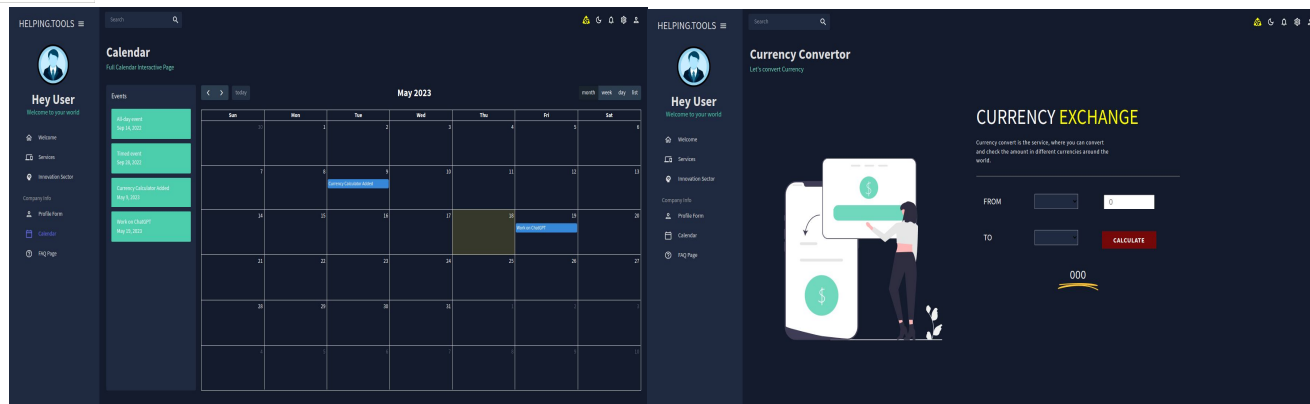 HELPING.TOOLS
Search
Hey User
Welcome to your world
Welcome
Services
Innovation Sector
Company Info
Profile Form
Calendar
FAQ Page
Calendar
Full Calendar Interactive Page
Events
All-day event
Sep 14, 2022
Timed event
Sep 28, 2022
Currency Calculator Added
May 9, 2023
Work on ChatGPT
May 19, 2023
today
May 2023
month week day list
Sun Mon Tue Wed Thu Fri Sat
30 1 2 3 4 5 6
7 8 9 10 11 12 13
Currency Calculator Added
14 15 16 17 18 19 20
Work on ChatGPT
21 22 23 24 25 26 27
28 29 30 31 1 2 3
4 5 6 7 8 9 10
HELPING.TOOLS
Search
Hey User
Welcome to your world
Welcome
Services
Innovation Sector
Company Info
Profile Form
Calendar
FAQ Page
Currency Convertor
Let's convert Currency
CURRENCY EXCHANGE
Currency convert is the service, where you can convert
and check the amount in different currencies around the
world.
FROM
0
TO
CALCULATE
000
$
$